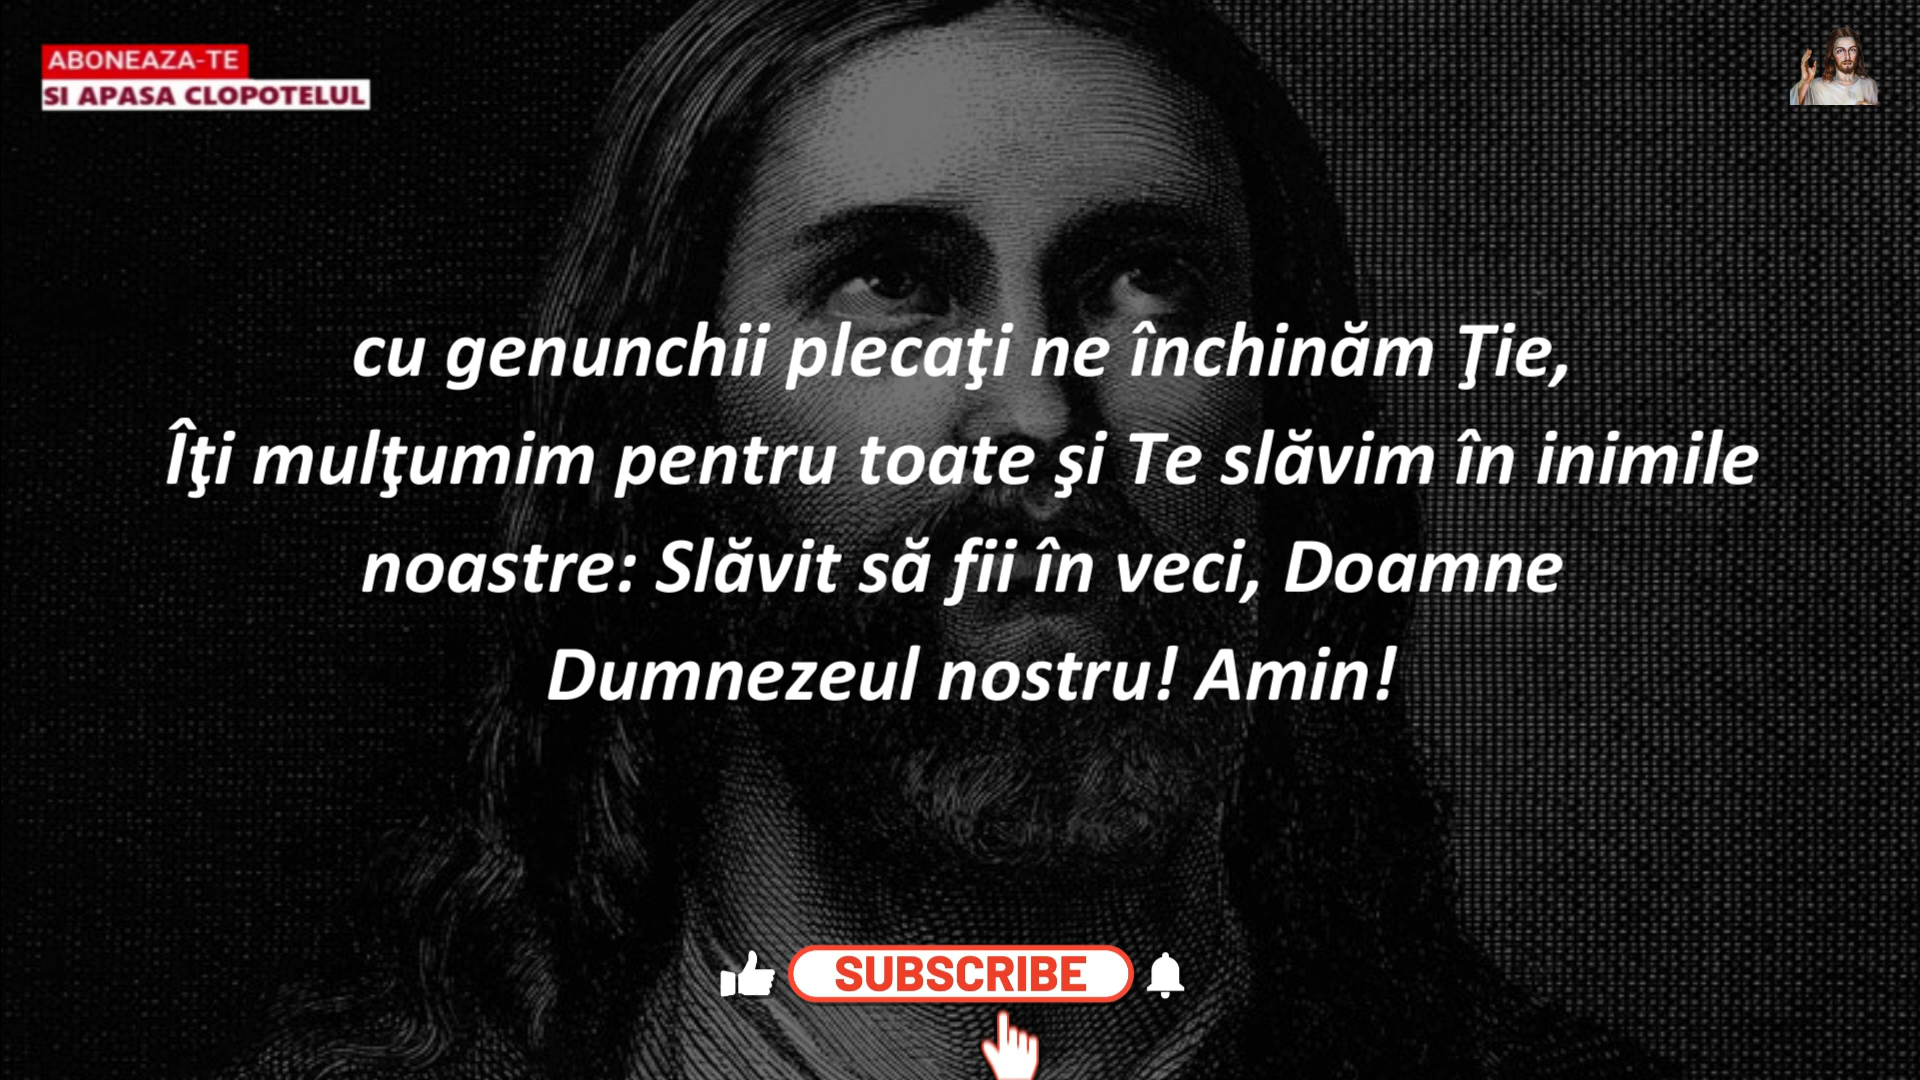 ABONEAZA-TE
SI APASA CLOPOTELUL
cu genunchii plecaţi ne închinăm Ţie,
Îţi mulţumim pentru toate şi Te slăvim în inimile
noastre: Slăvit să fii în veci, Doamne
Dumnezeul nostru! Amin!
SUBSCRIBE